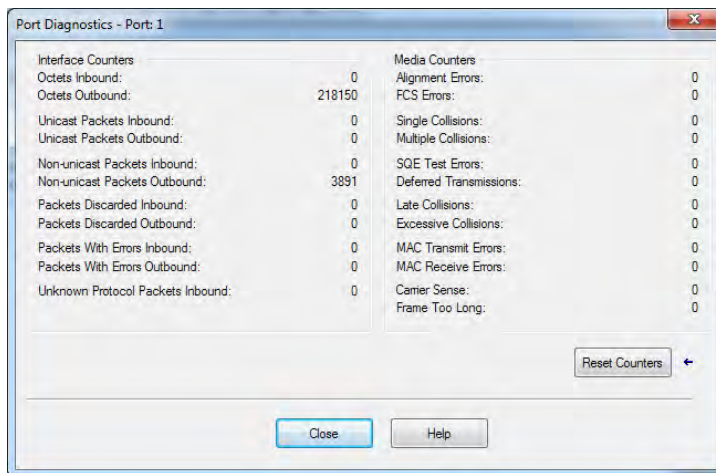 Port Diagnostics - Port: 1
Interface Counters
Octets Inbound: 0
Octets Outbound: 218150
Unicast Packets Inbound: 0
Unicast Packets Outbound: 0
Non-unicast Packets Inbound: 0
Non-unicast Packets Outbound: 3891
Packets Discarded Inbound: 0
Packets Discarded Outbound: 0
Packets With Errors Inbound: 0
Packets With Errors Outbound: 0
Unknown Protocol Packets Inbound: 0
Media Counters
Alignment Errors: 0
FCS Errors: 0
Single Collisions: 0
Multiple Collisions: 0
SQE Test Errors: 0
Deferred Transmissions: 0
Late Collisions: 0
Excessive Collisions: 0
MAC Transmit Errors: 0
MAC Receive Errors: 0
Carrier Sense: 0
Frame Too Long: 0
Reset Counters
Close Help